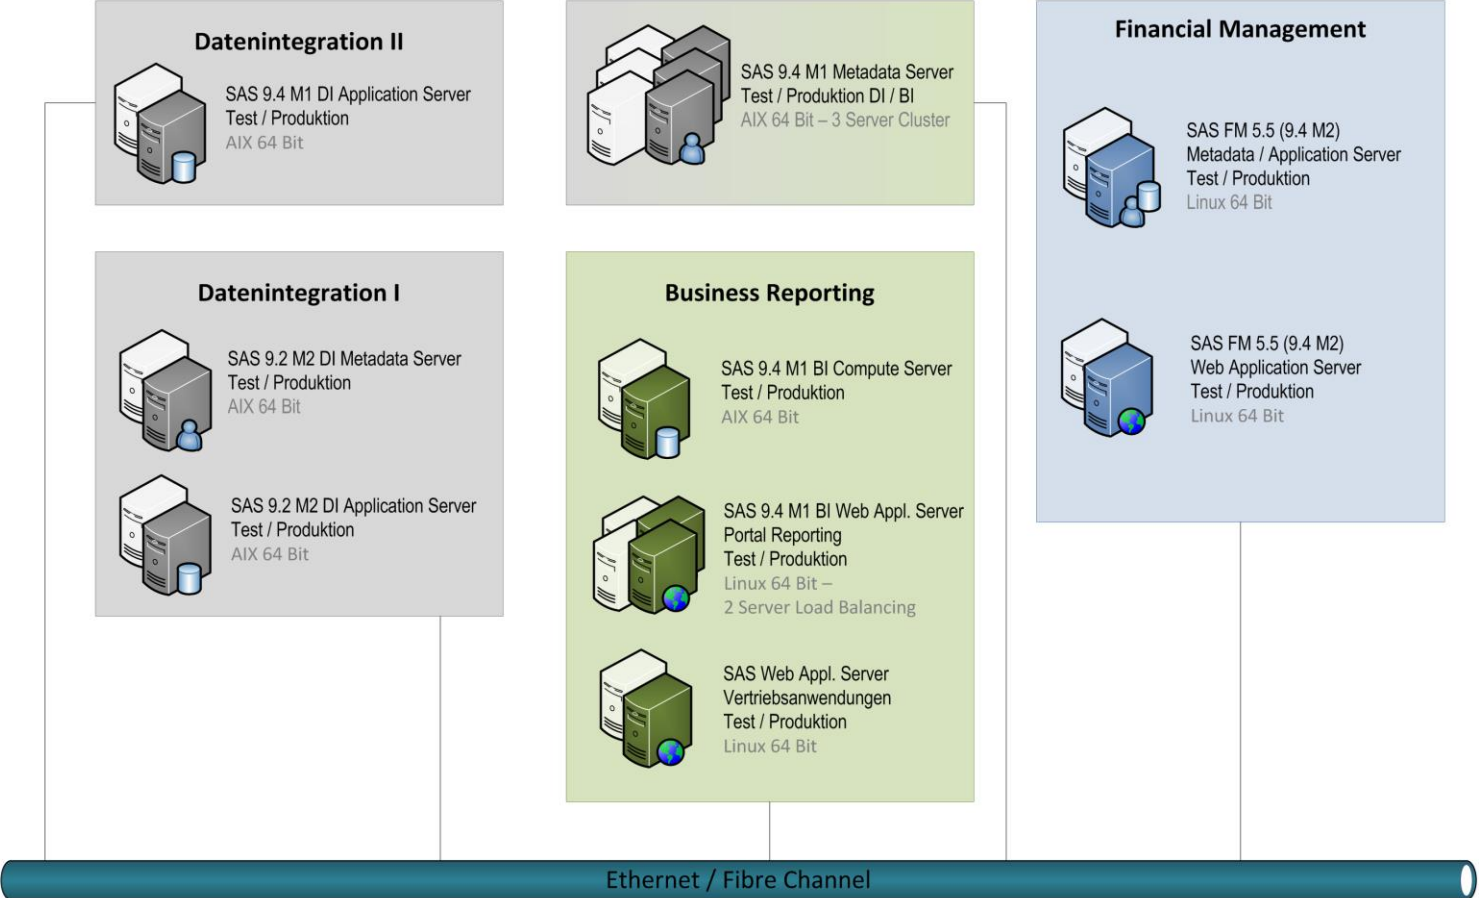 Datenintegration II
SAS 9.4 M1 DI Application Server
Test / Produktion
AIX 64 Bit
SAS 9.4 M1 Metadata Server
Test / Produktion DI / BI
AIX 64 Bit – 3 Server Cluster
Financial Management
SAS FM 5.5 (9.4 M2)
Metadata / Application Server
Test / Produktion
Linux 64 Bit
SAS FM 5.5 (9.4 M2)
Web Application Server
Test / Produktion
Linux 64 Bit
Datenintegration I
SAS 9.2 M2 DI Metadata Server
Test / Produktion
AIX 64 Bit
SAS 9.2 M2 DI Application Server
Test / Produktion
AIX 64 Bit
Business Reporting
SAS 9.4 M1 BI Compute Server
Test / Produktion
AIX 64 Bit
SAS 9.4 M1 BI Web Appl. Server
Portal Reporting
Test / Produktion
Linux 64 Bit –
2 Server Load Balancing
SAS Web Appl. Server
Vertriebsanwendungen
Test / Produktion
Linux 64 Bit
Ethernet / Fibre Channel